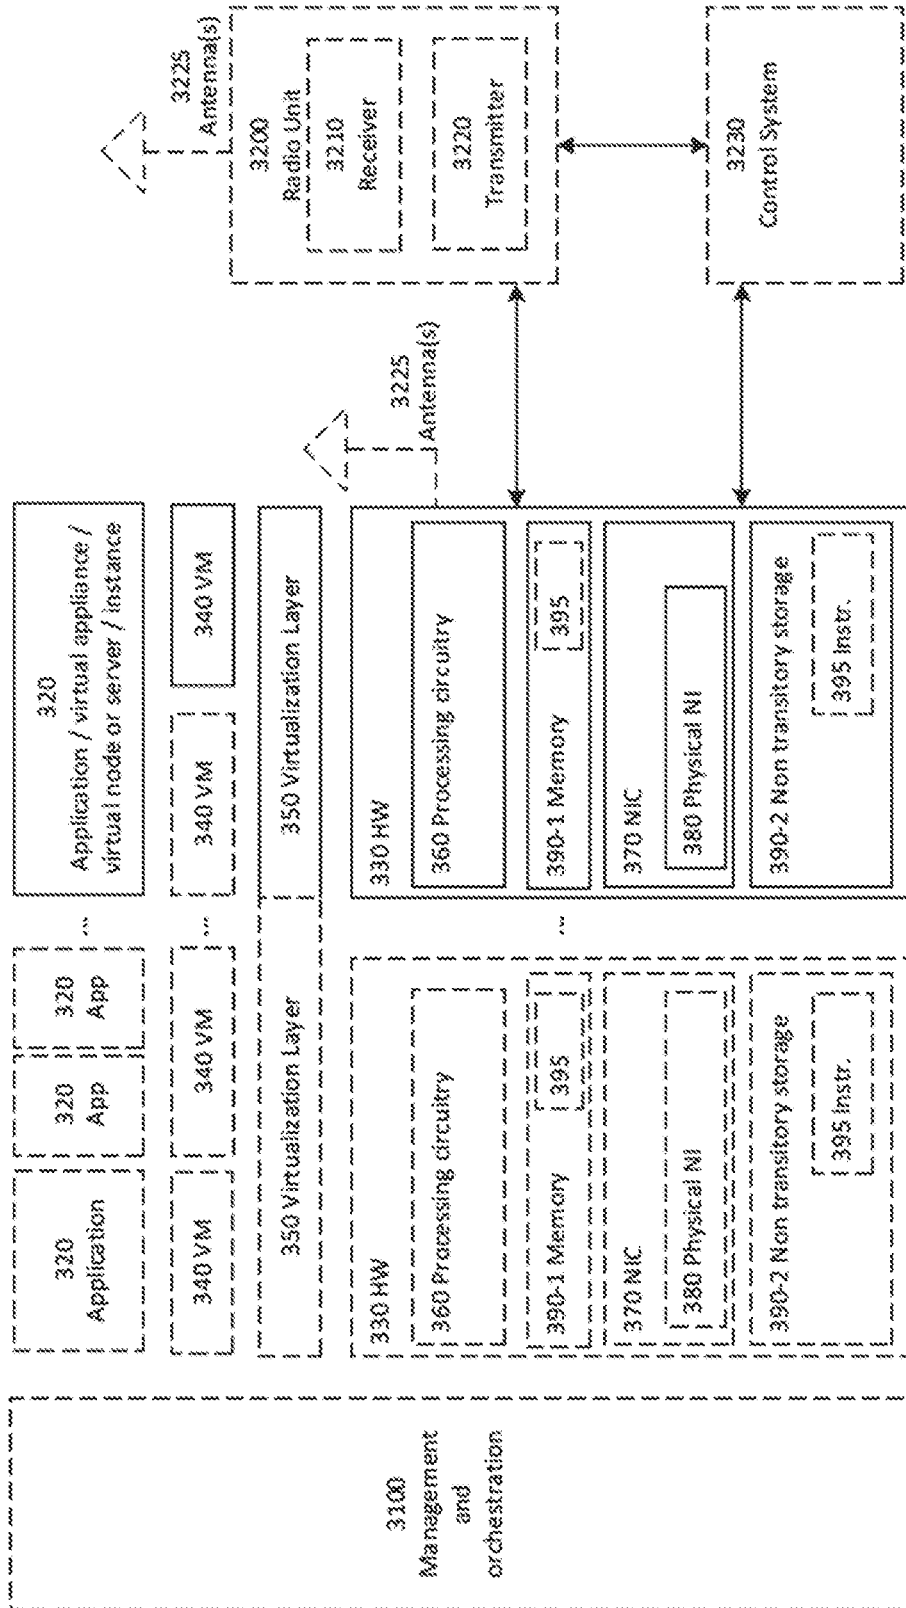 3100
Management
and
orchestration
320
Application
320
App
320
App
...
320
Application / virtual appliance /
virtual node or server / instance
340 VM
340 VM
...
340 VM
340 VM
350 Virtualization Layer
350 Virtualization Layer
330 HW
360 Processing circuitry
390-1 Memory
395
370 NIC
380 Physical NI
390-2 Non transitory storage
395 Instr.
...
330 HW
360 Processing circuitry
390-1 Memory
395
370 NIC
380 Physical NI
390-2 Non transitory storage
395 Instr.
3225
Antenna(s)
3225
Antenna(s)
3200
Radio Unit
3210
Receiver
3220
Transmitter
3230
Control System